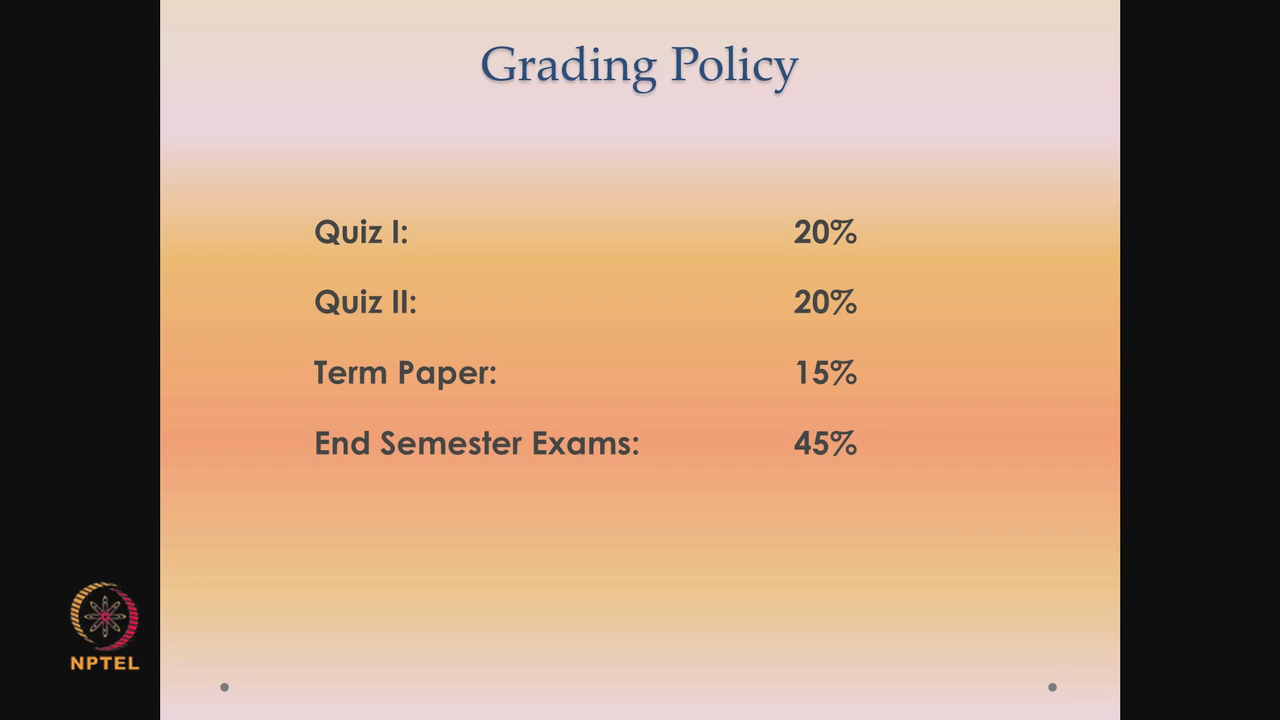 Grading Policy
Quiz I: 20%
Quiz II: 20%
Term Paper: 15%
End Semester Exams: 45%
NPTEL